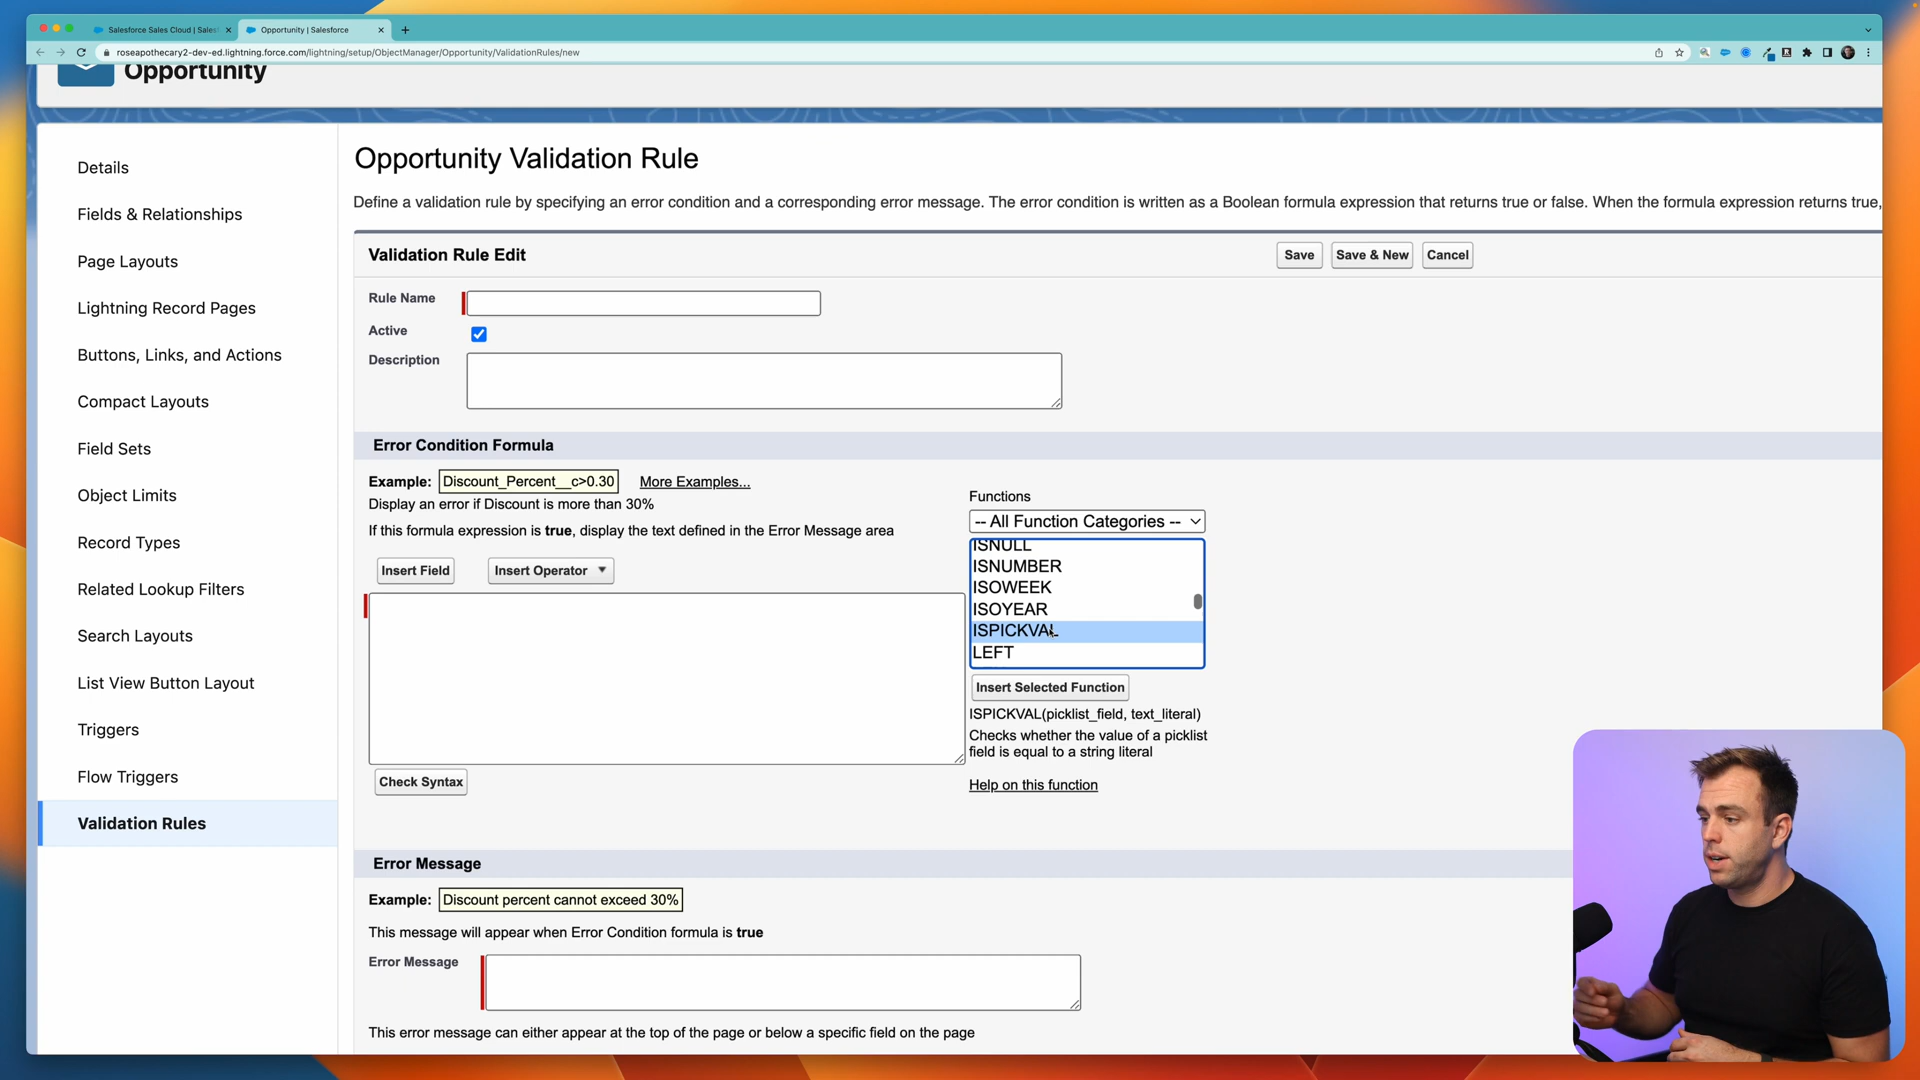 Salesforce Sales Cloud | Sales
Opportunity | Salesforce
roseapothecary2-dev-ed.lightning.force.com/lightning/setup/ObjectManager/Opportunity/ValidationRules/new
Opportunity
Details
Fields & Relationships
Page Layouts
Lightning Record Pages
Buttons, Links, and Actions
Compact Layouts
Field Sets
Object Limits
Record Types
Related Lookup Filters
Search Layouts
List View Button Layout
Triggers
Flow Triggers
Validation Rules
Opportunity Validation Rule
Define a validation rule by specifying an error condition and a corresponding error message. The error condition is written as a Boolean formula expression that returns true or false. When the formula expression returns true,
Validation Rule Edit
Save
Save & New
Cancel
Rule Name
Active
Description
Error Condition Formula
Example: Discount_Percent__c>0.30 More Examples...
Display an error if Discount is more than 30%
If this formula expression is true, display the text defined in the Error Message area
Insert Field
Insert Operator
Functions
-- All Function Categories --
ISNULL
ISNUMBER
ISOWEEK
ISOYEAR
ISPICKVAL
LEFT
Insert Selected Function
ISPICKVAL(picklist_field, text_literal)
Checks whether the value of a picklist
field is equal to a string literal
Help on this function
Check Syntax
Error Message
Example: Discount percent cannot exceed 30%
This message will appear when Error Condition formula is true
Error Message
This error message can either appear at the top of the page or below a specific field on the page